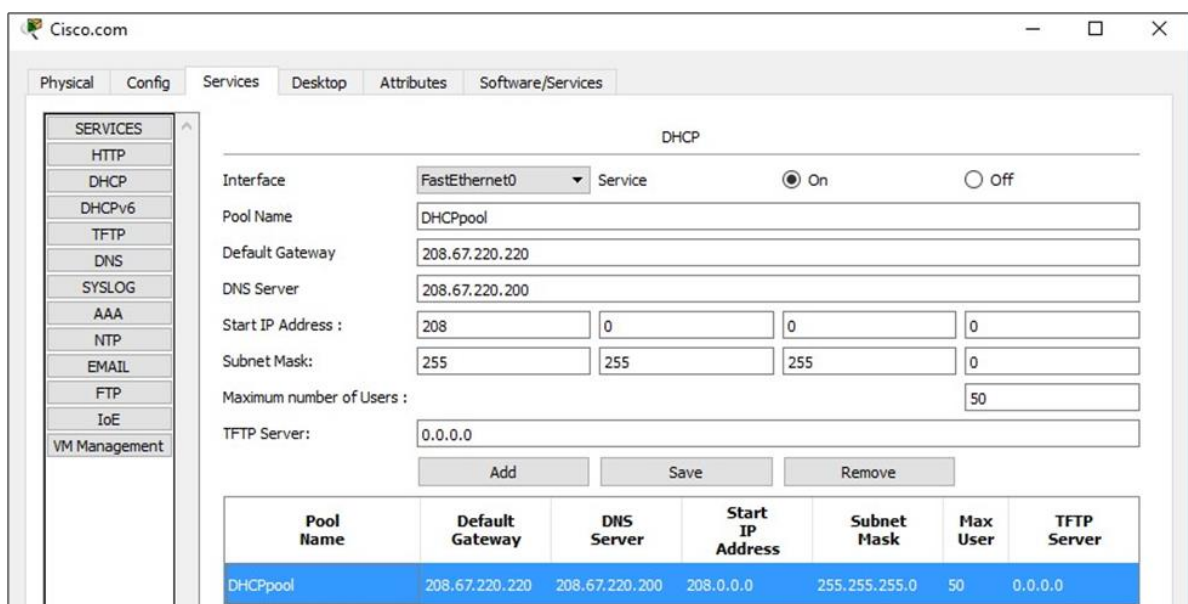 Cisco.com
Physical Config Services Desktop Attributes Software/Services
SERVICES
HTTP
DHCP
DHCPv6
TFTP
DNS
SYSLOG
AAA
NTP
EMAIL
FTP
IoE
VM Management
DHCP
Interface FastEthernet0 Service On Off
Pool Name DHCPpool
Default Gateway 208.67.220.220
DNS Server 208.67.220.200
Start IP Address : 208 0 0 0
Subnet Mask: 255 255 255 0
Maximum number of Users : 50
TFTP Server: 0.0.0.0
Add Save Remove
Pool Name Default Gateway DNS Server Start IP Address Subnet Mask Max User TFTP Server
DHCPpool 208.67.220.220 208.67.220.200 208.0.0.0 255.255.255.0 50 0.0.0.0